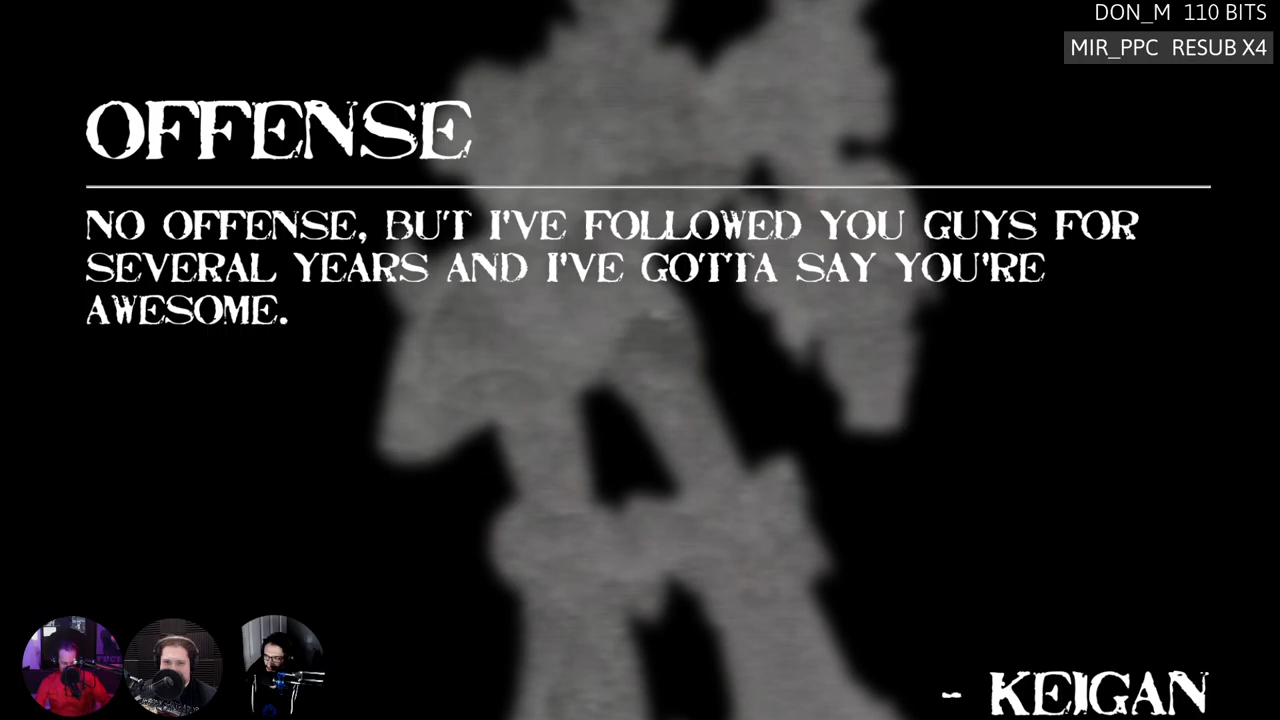 DON_M 110 BITS
MIR_PPC RESUB X4
OFFENSE
NO OFFENSE, BUT I'VE FOLLOWED YOU GUYS FOR
SEVERAL YEARS AND I'VE GOTTA SAY YOU'RE
AWESOME.
- KEIGAN